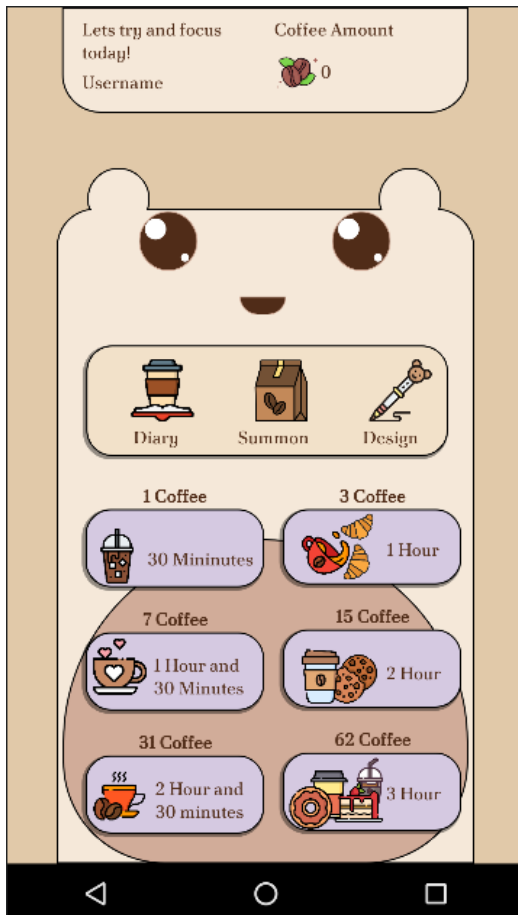 Lets try and focus
today!
Username
Coffee Amount
0
Diary
Summon
Design
1 Coffee
30 Mininutes
3 Coffee
1 Hour
7 Coffee
1 Hour and
30 Minutes
15 Coffee
2 Hour
31 Coffee
2 Hour and
30 minutes
62 Coffee
3 Hour